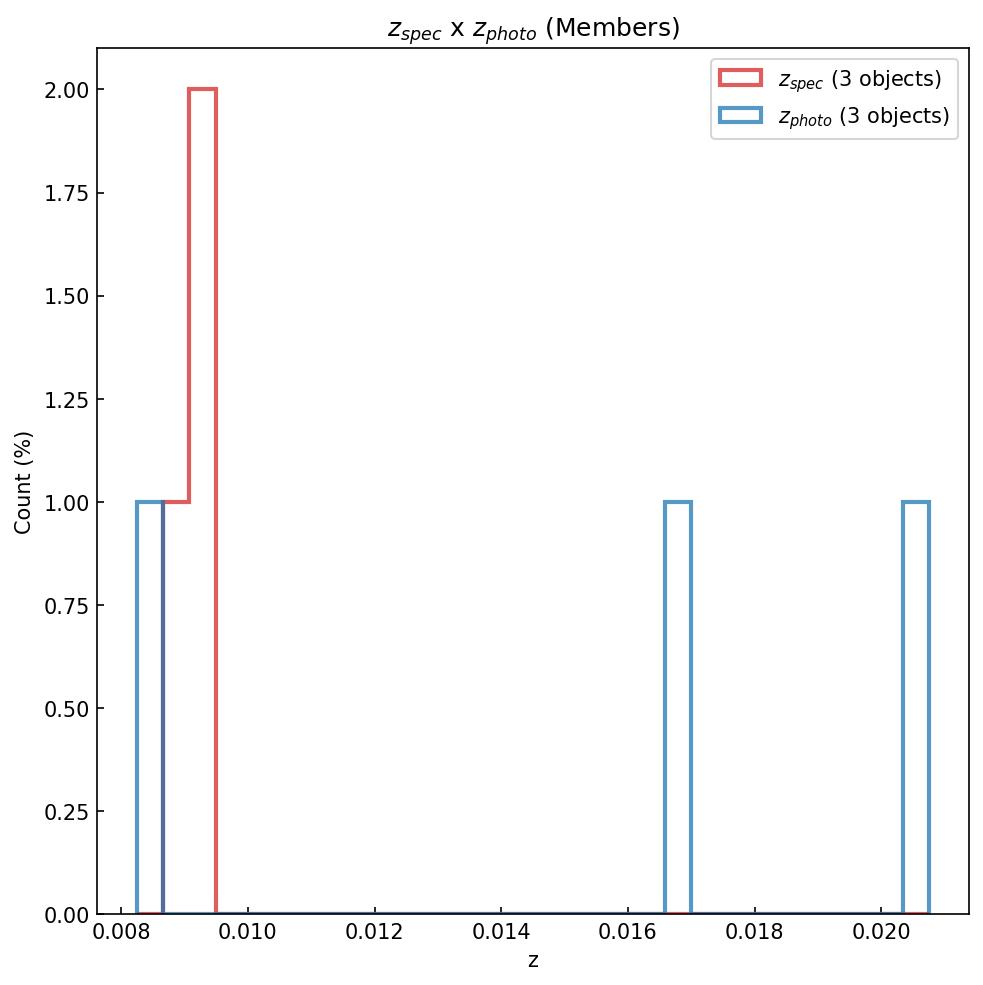 z_spec x z_photo (Members)
z_spec (3 objects)
z_photo (3 objects)
Count (%)
2.00
1.75
1.50
1.25
1.00
0.75
0.50
0.25
0.00
0.008 0.010 0.012 0.014 0.016 0.018 0.020
z